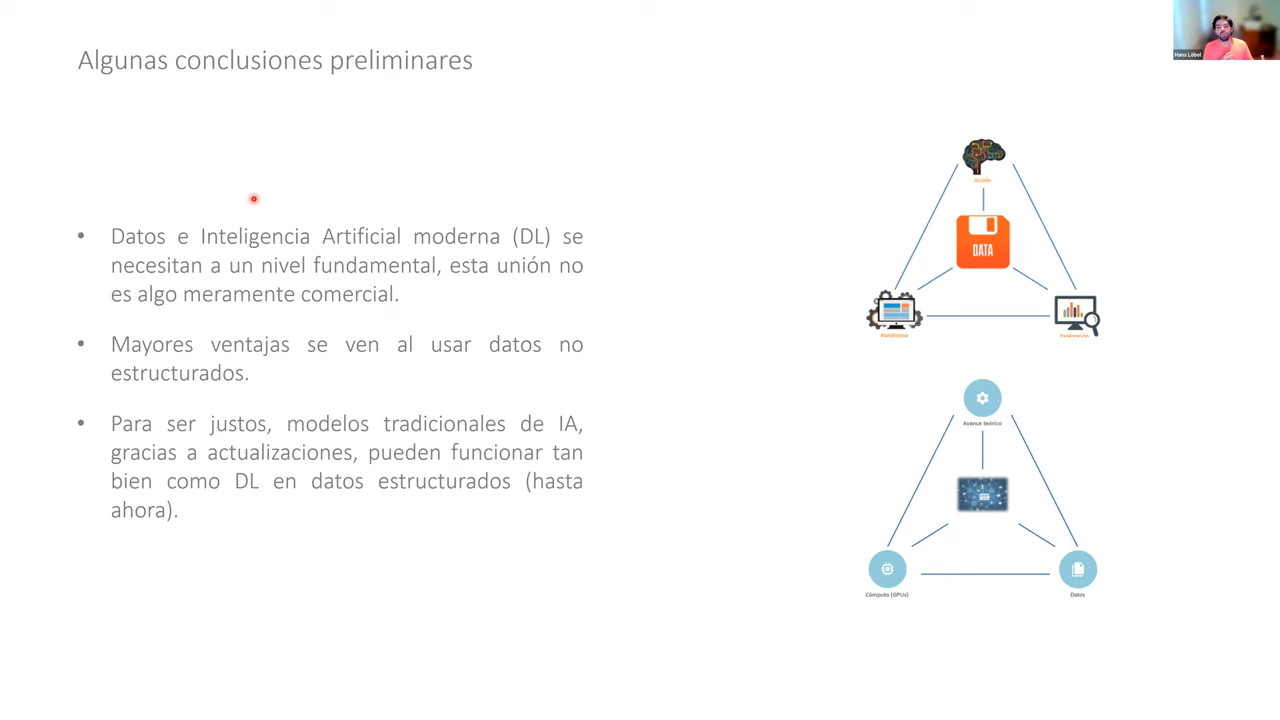 Algunas conclusiones preliminares
Hans Löbel
• Datos e Inteligencia Artificial moderna (DL) se
necesitan a un nivel fundamental, esta unión no
es algo meramente comercial.
• Mayores ventajas se ven al usar datos no
estructurados.
• Para ser justos, modelos tradicionales de IA,
gracias a actualizaciones, pueden funcionar tan
bien como DL en datos estructurados (hasta
ahora).
Acción
DATA
Plataforma
Evaluación
Avance teórico
Cómputo (GPUs)
Datos